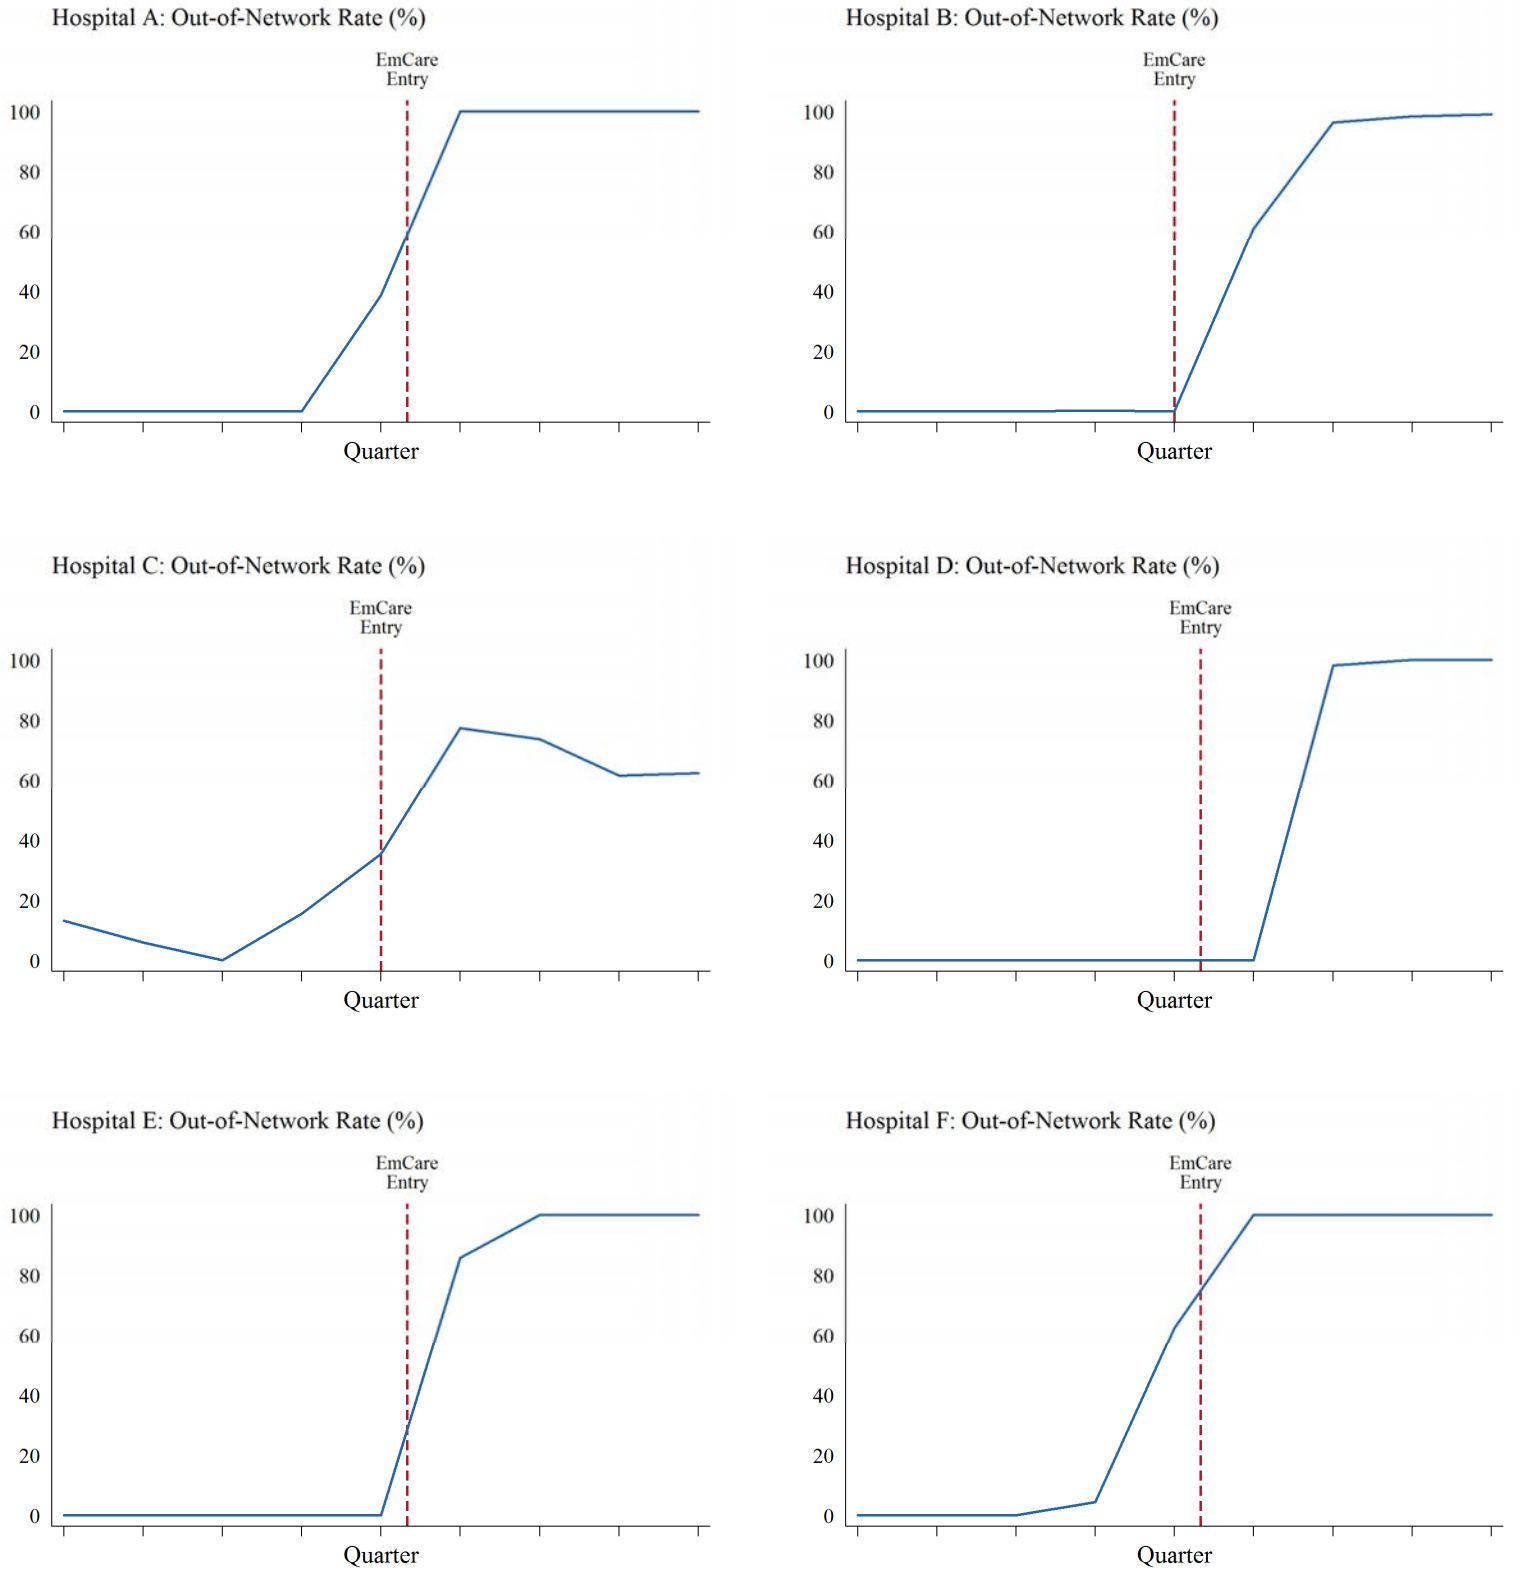 Hospital A: Out-of-Network Rate (%)
EmCare
Entry
100
80
60
40
20
0
Quarter
Hospital B: Out-of-Network Rate (%)
EmCare
Entry
100
80
60
40
20
0
Quarter
Hospital C: Out-of-Network Rate (%)
EmCare
Entry
100
80
60
40
20
0
Quarter
Hospital D: Out-of-Network Rate (%)
EmCare
Entry
100
80
60
40
20
0
Quarter
Hospital E: Out-of-Network Rate (%)
EmCare
Entry
100
80
60
40
20
0
Quarter
Hospital F: Out-of-Network Rate (%)
EmCare
Entry
100
80
60
40
20
0
Quarter